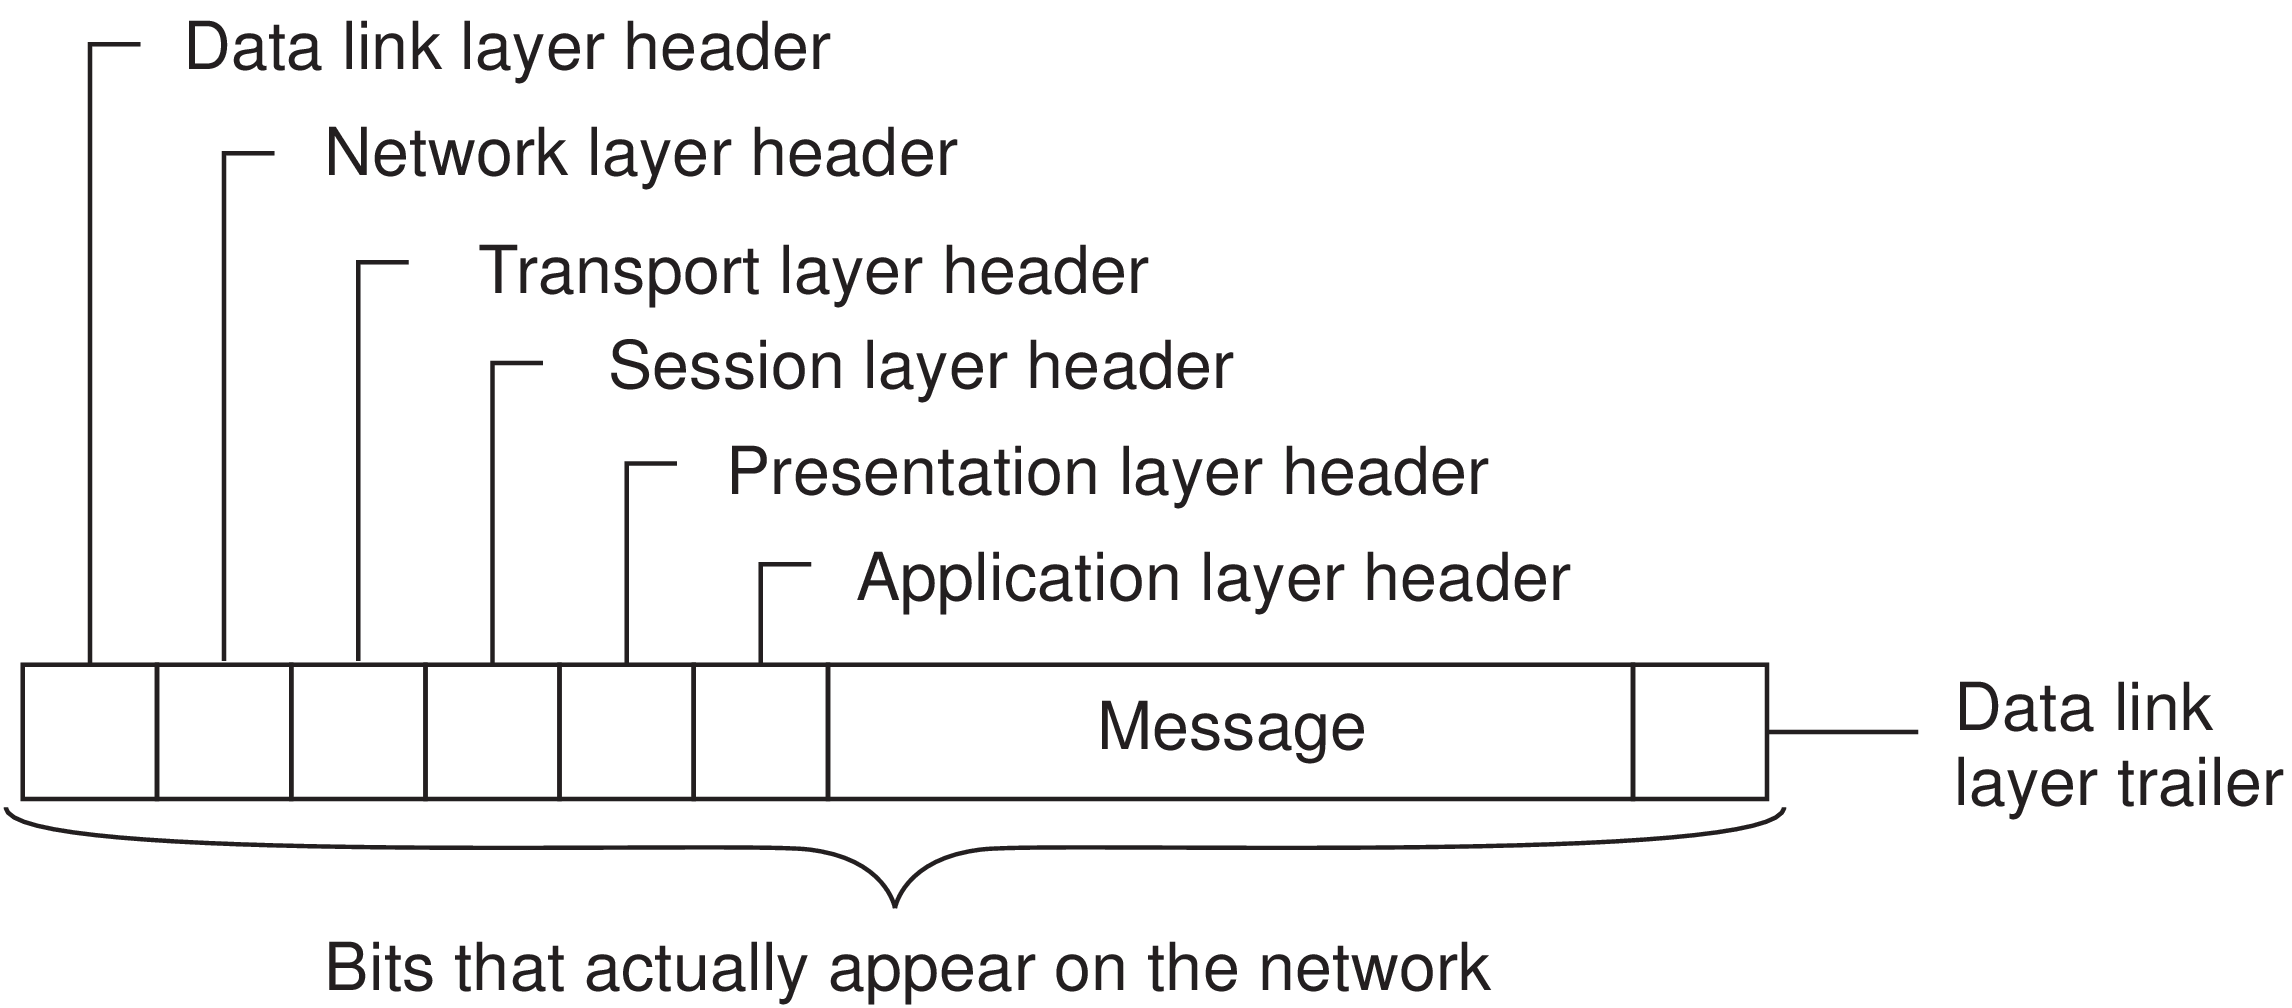 Data link layer header
Network layer header
Transport layer header
Session layer header
Presentation layer header
Application layer header
Message
Data link
layer trailer
Bits that actually appear on the network